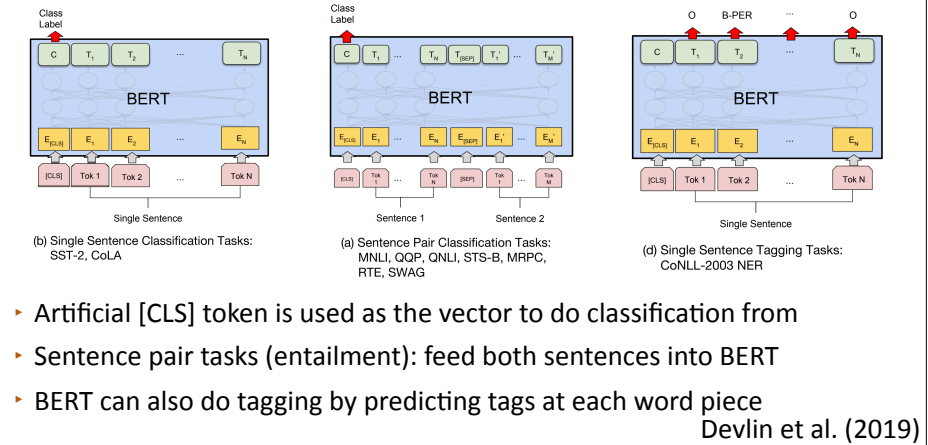 Class
Label
C T1 T2 ... TN
BERT
E[CLS] E1 E2 ... EN
[CLS] Tok 1 Tok 2 ... Tok N
Single Sentence
(b) Single Sentence Classification Tasks:
SST-2, CoLA
Class
Label
C T1 ... TN T[SEP] T1' ... TM'
BERT
E[CLS] E1 ... EN E[SEP] E1' ... EM'
[CLS] Tok 1 ... Tok N [SEP] Tok 1 ... Tok M
Sentence 1 Sentence 2
(a) Sentence Pair Classification Tasks:
MNLI, QQP, QNLI, STS-B, MRPC,
RTE, SWAG
O B-PER ... O
C T1 T2 ... TN
BERT
E[CLS] E1 E2 ... EN
[CLS] Tok 1 Tok 2 ... Tok N
Single Sentence
(d) Single Sentence Tagging Tasks:
CoNLL-2003 NER
‣ Artificial [CLS] token is used as the vector to do classification from
‣ Sentence pair tasks (entailment): feed both sentences into BERT
‣ BERT can also do tagging by predicting tags at each word piece
Devlin et al. (2019)